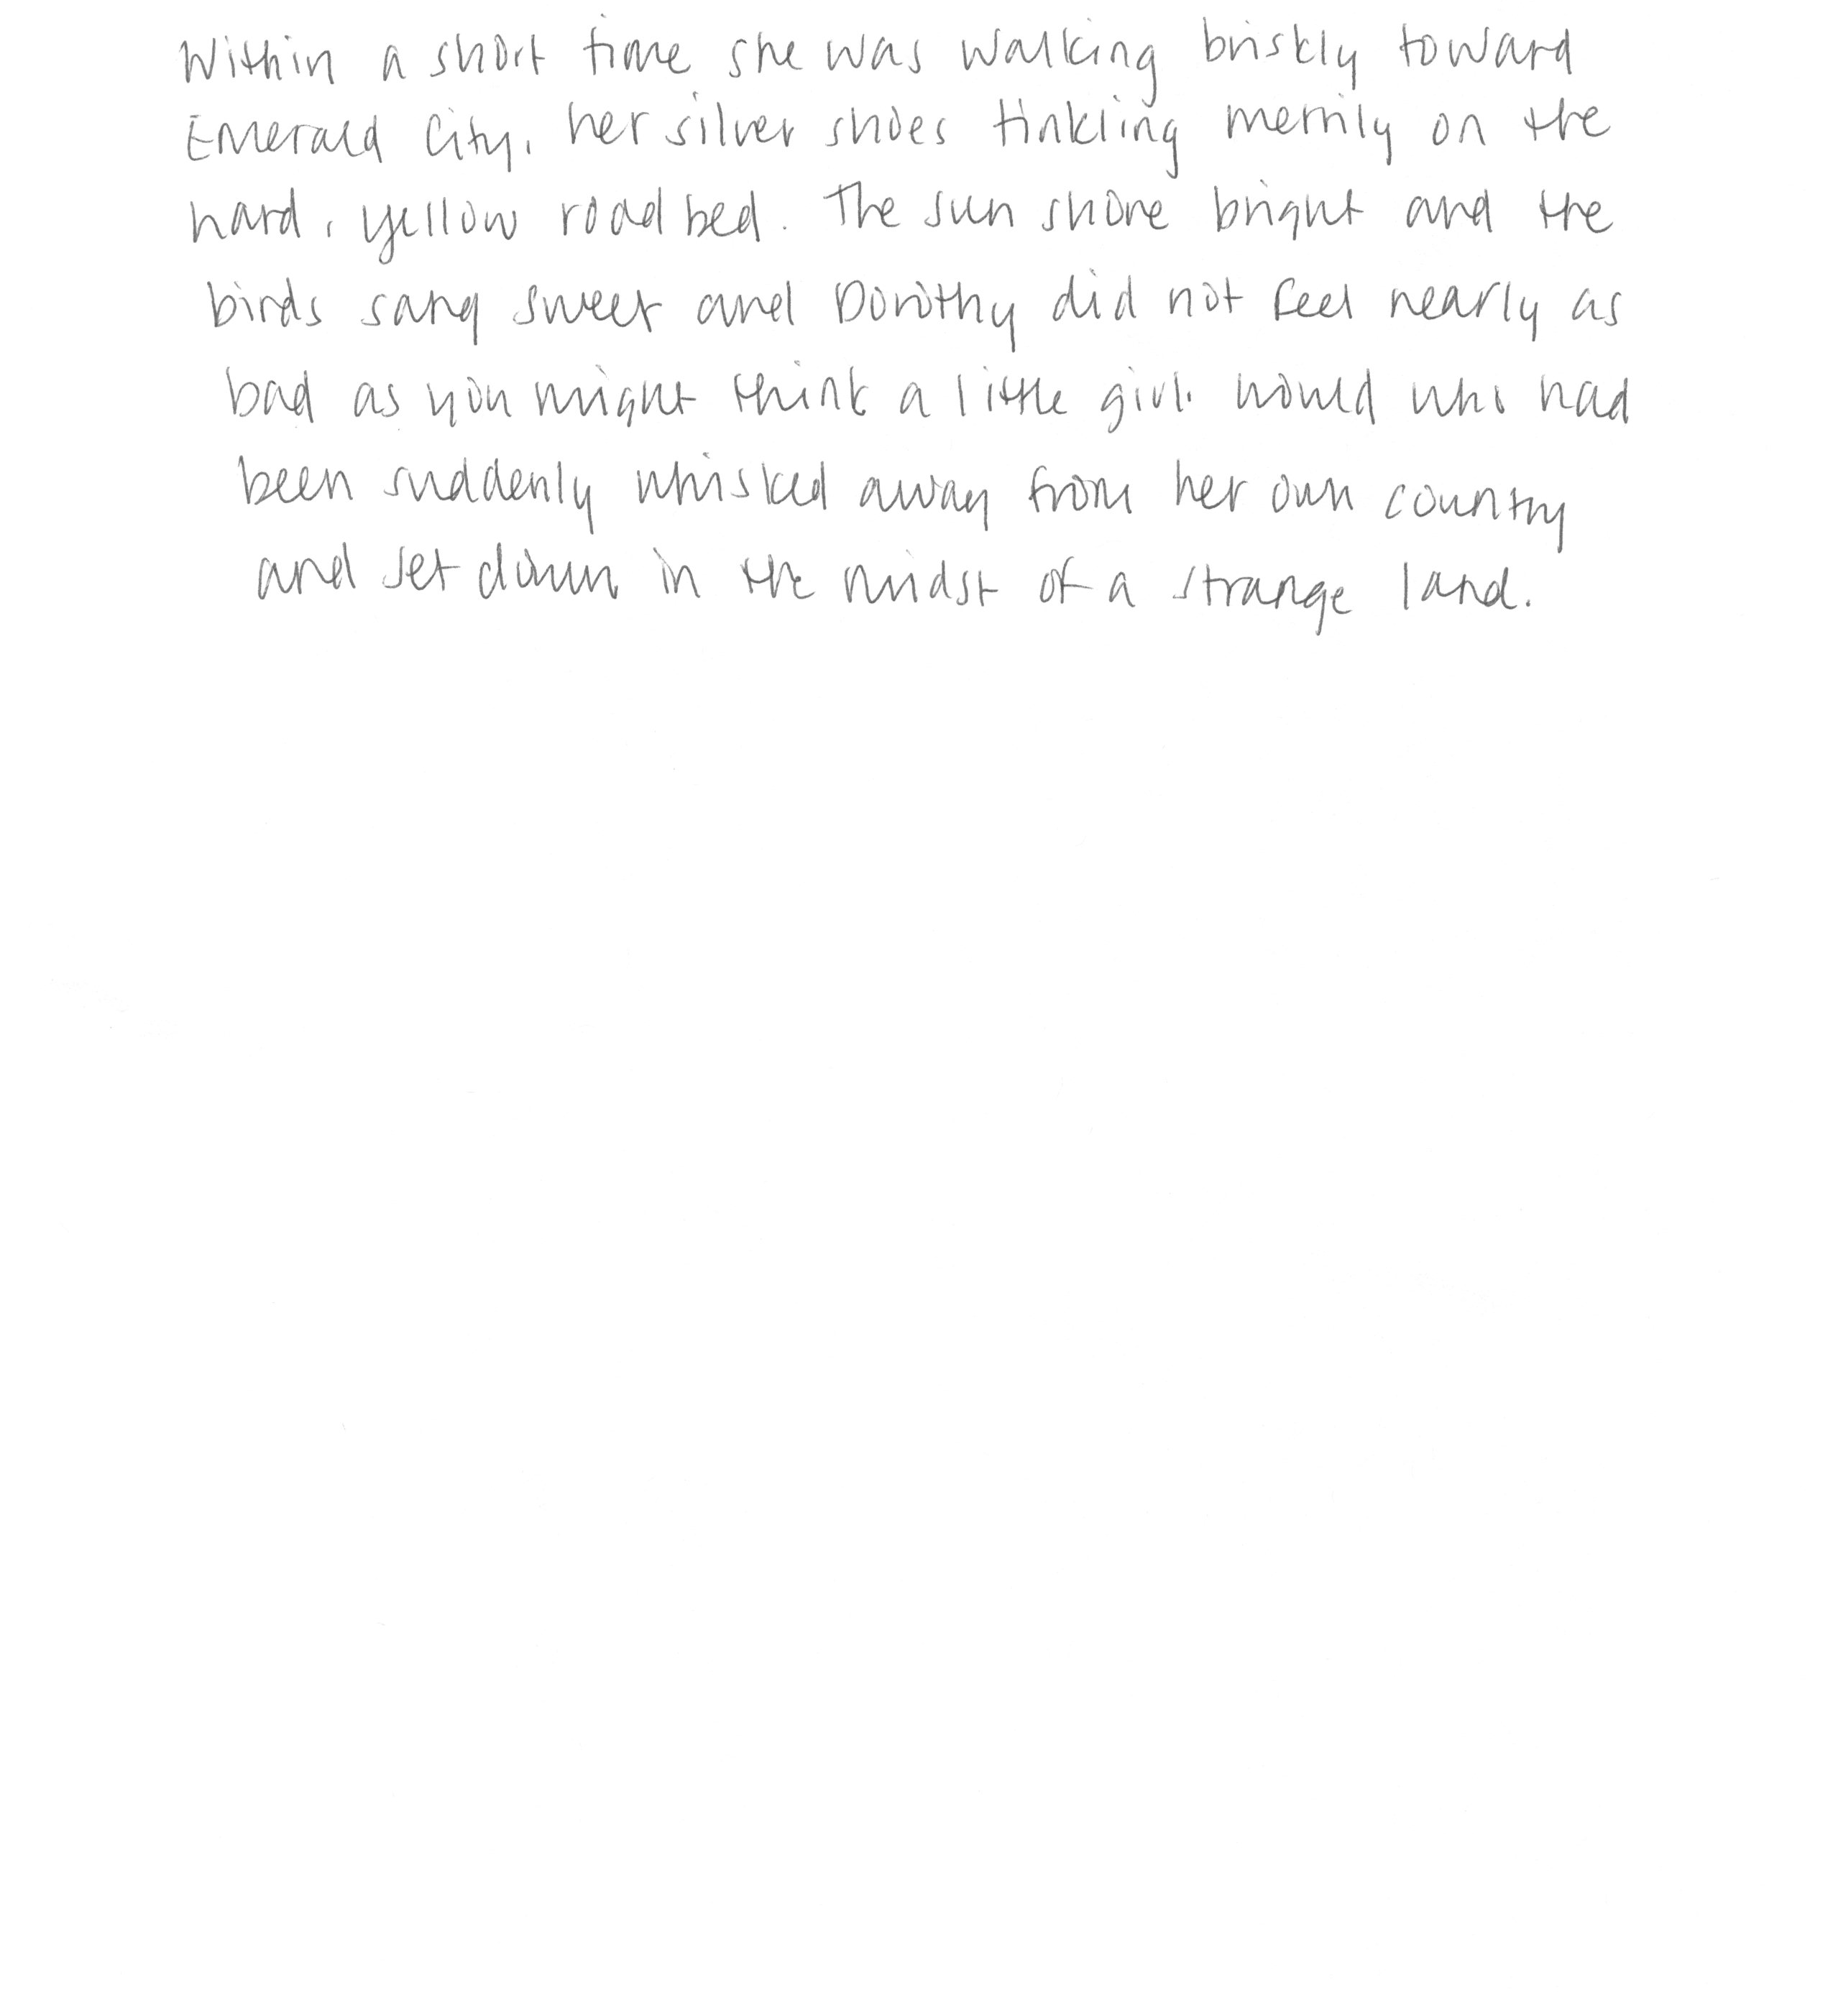 Within a short time she was walking briskly toward
Emerald City, her silver shoes tinkling merrily on the
hard, yellow roadbed. The sun shone bright and the
birds sang sweet and Dorothy did not feel nearly as
bad as you might think a little girl would who had
been suddenly whisked away from her own country
and set down in the midst of a strange land.